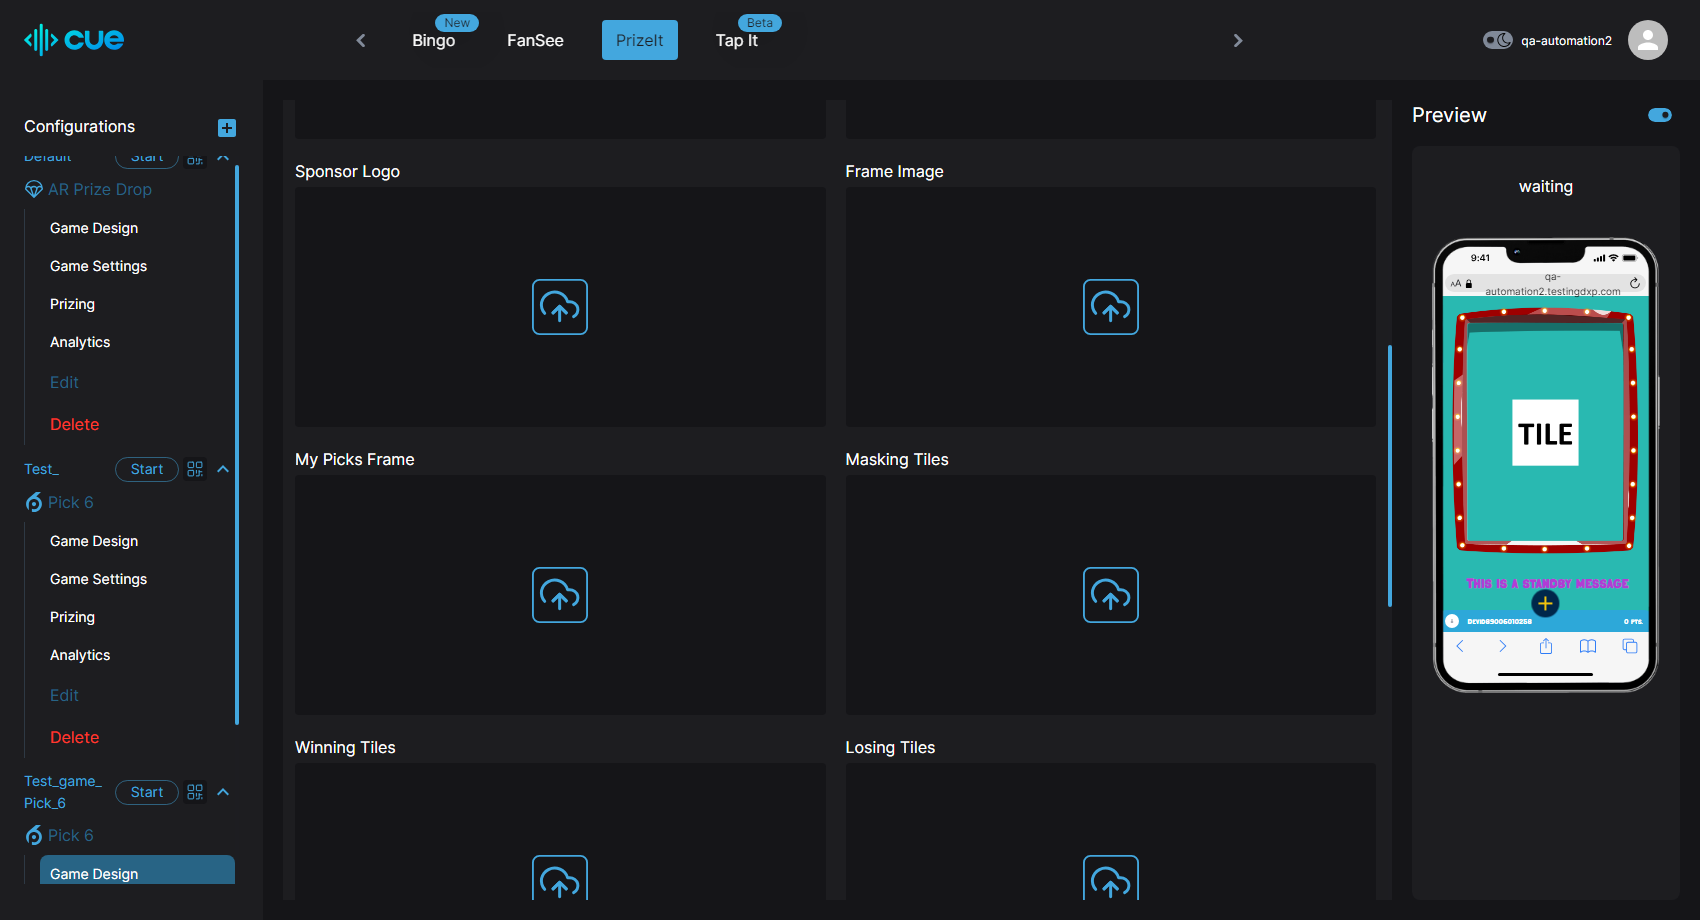 cue
New
Bingo
FanSee
PrizeIt
Beta
Tap It
qa-automation2
Configurations
Default
Start
AR Prize Drop
Game Design
Game Settings
Prizing
Analytics
Edit
Delete
Test_
Start
Pick 6
Game Design
Game Settings
Prizing
Analytics
Edit
Delete
Test_game_
Pick_6
Start
Pick 6
Game Design
Sponsor Logo
Frame Image
My Picks Frame
Masking Tiles
Winning Tiles
Losing Tiles
Preview
waiting
9:41
AA
qa-
automation2.testingdxp.com
TILE
THIS IS A STANDBY MESSAGE
0 PTS.